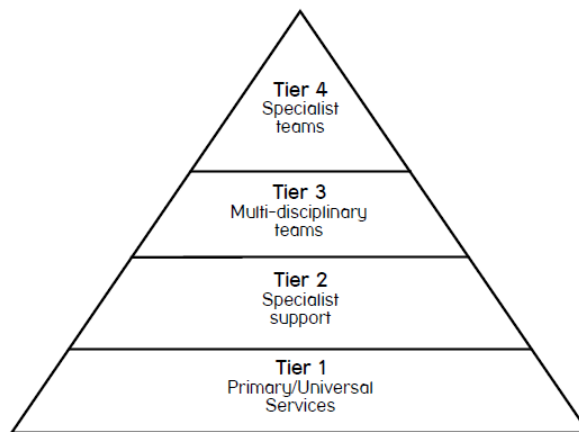 Tier 4
Specialist
teams
Tier 3
Multi-disciplinary
teams
Tier 2
Specialist
support
Tier 1
Primary/Universal
Services